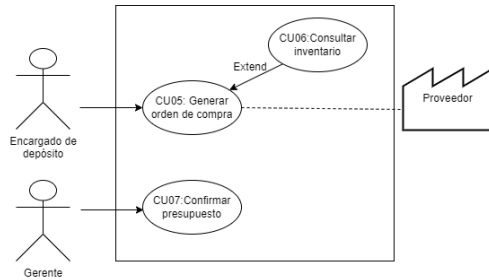 CU06:Consultar
inventario
Extend
CU05: Generar
orden de compra
Proveedor
Encargado de
depósito
CU07:Confirmar
presupuesto
Gerente